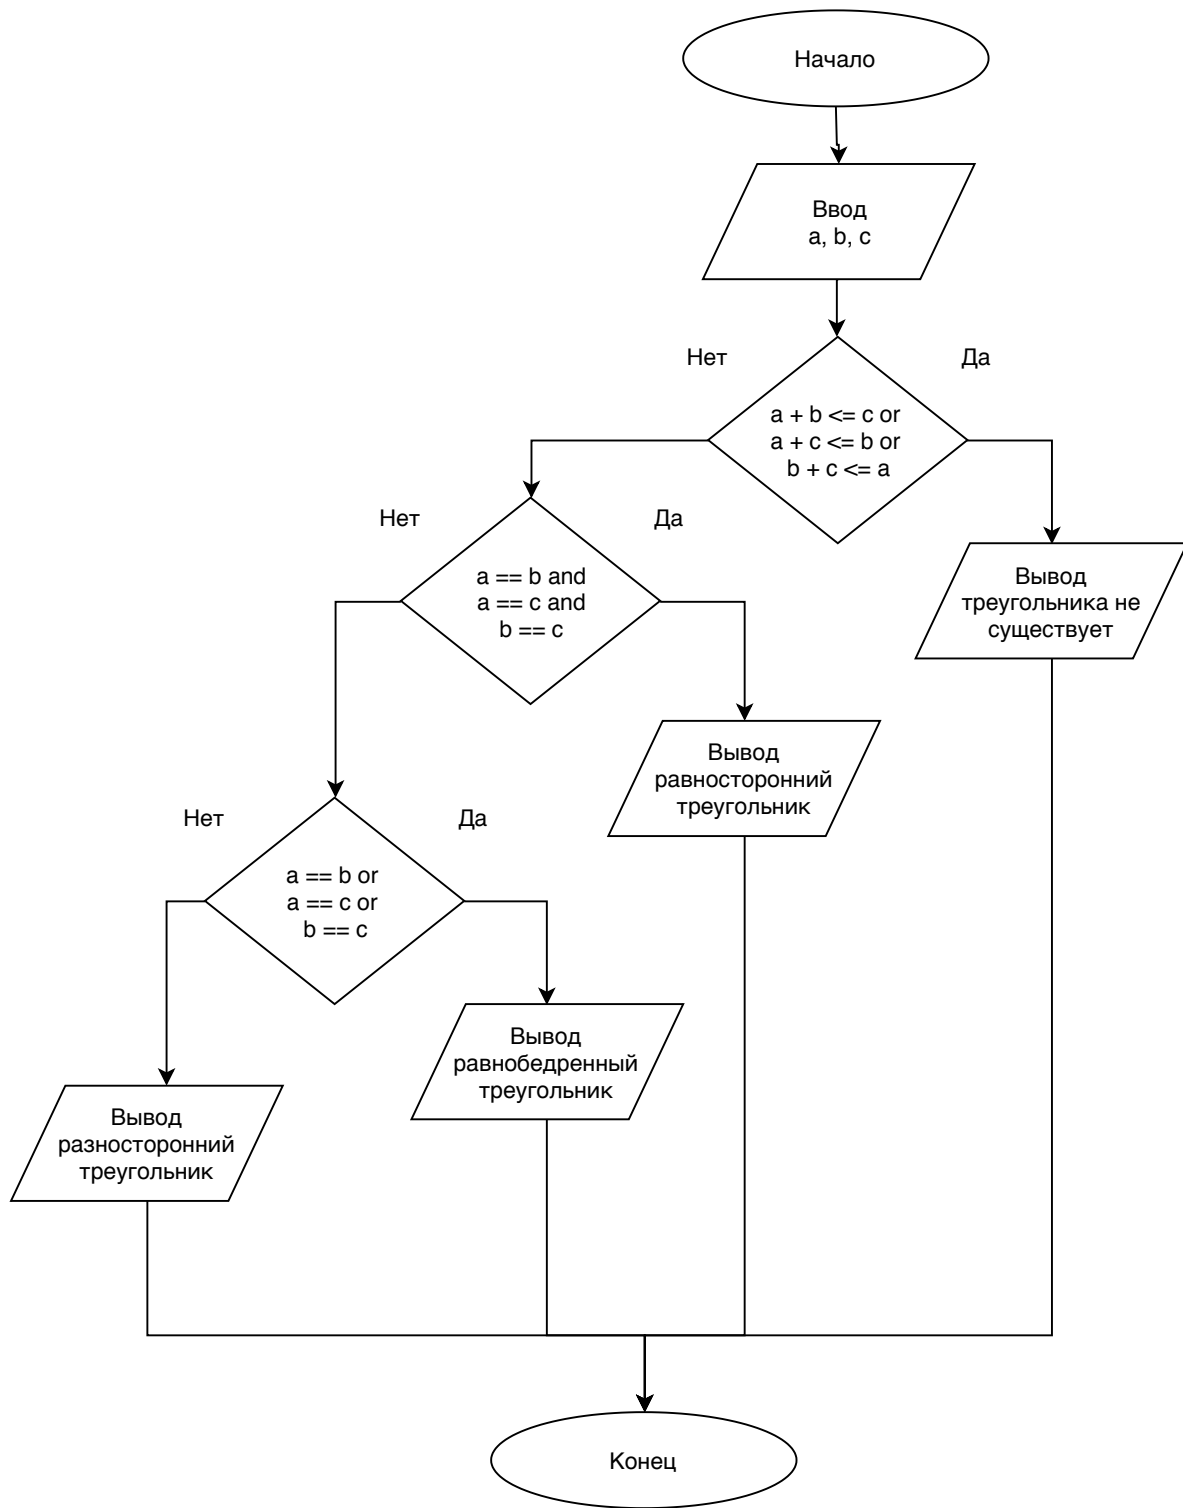 Начало
Ввод
a, b, c
Нет
Да
a + b <= c or
a + c <= b or
b + c <= a
Нет
Да
a == b and
a == c and
b == c
Вывод
треугольника не
существует
Вывод
равносторонний
треугольник
Нет
Да
a == b or
a == c or
b == c
Вывод
равнобедренный
треугольник
Вывод
разносторонний
треугольник
Конец